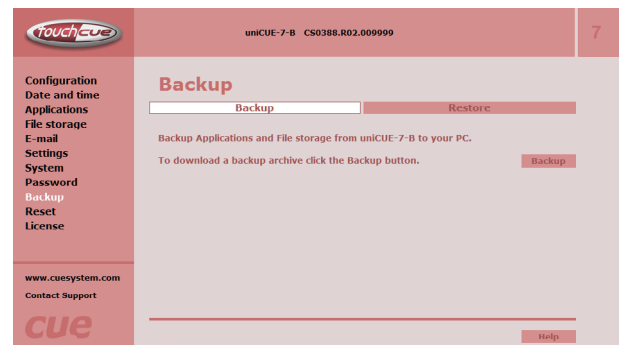 touchcue
uniCUE-7-B CS0388.R02.009999
7
Configuration
Date and time
Applications
File storage
E-mail
Settings
System
Password
Backup
Reset
License
www.cuesystem.com
Contact Support
cue
Backup
Backup Restore
Backup Applications and File storage from uniCUE-7-B to your PC.
To download a backup archive click the Backup button. Backup
Help